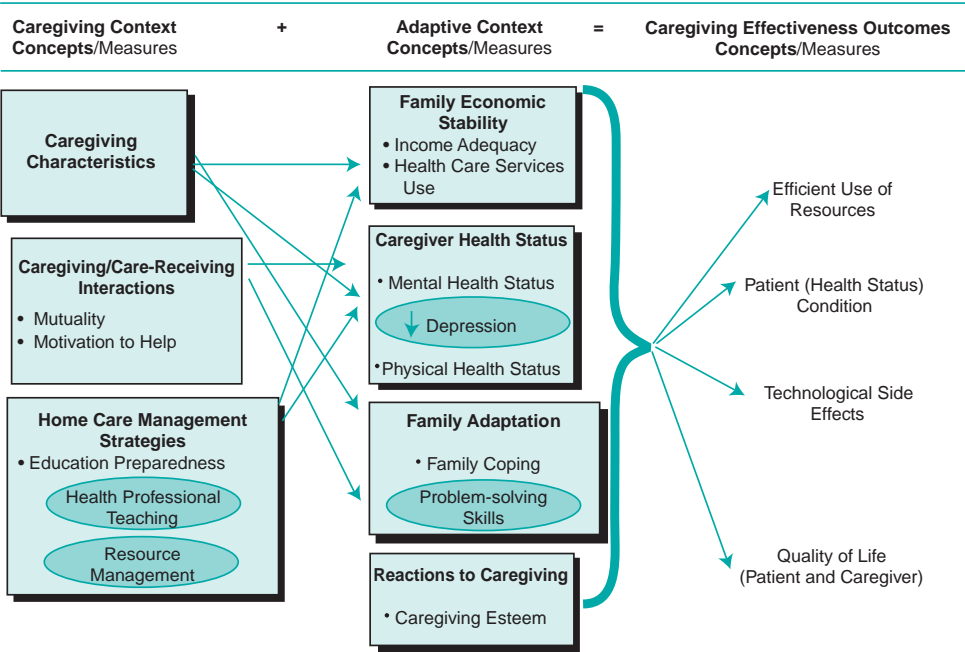 Caregiving Context
Concepts/Measures
+
Adaptive Context
Concepts/Measures
=
Caregiving Effectiveness Outcomes
Concepts/Measures
Caregiving
Characteristics
Caregiving/Care-Receiving
Interactions
• Mutuality
• Motivation to Help
Home Care Management
Strategies
• Education Preparedness
Health Professional
Teaching
Resource
Management
Family Economic
Stability
• Income Adequacy
• Health Care Services
Use
Caregiver Health Status
• Mental Health Status
Depression
• Physical Health Status
Family Adaptation
• Family Coping
Problem-solving
Skills
Reactions to Caregiving
• Caregiving Esteem
Efficient Use of
Resources
Patient (Health Status)
Condition
Technological Side
Effects
Quality of Life
(Patient and Caregiver)